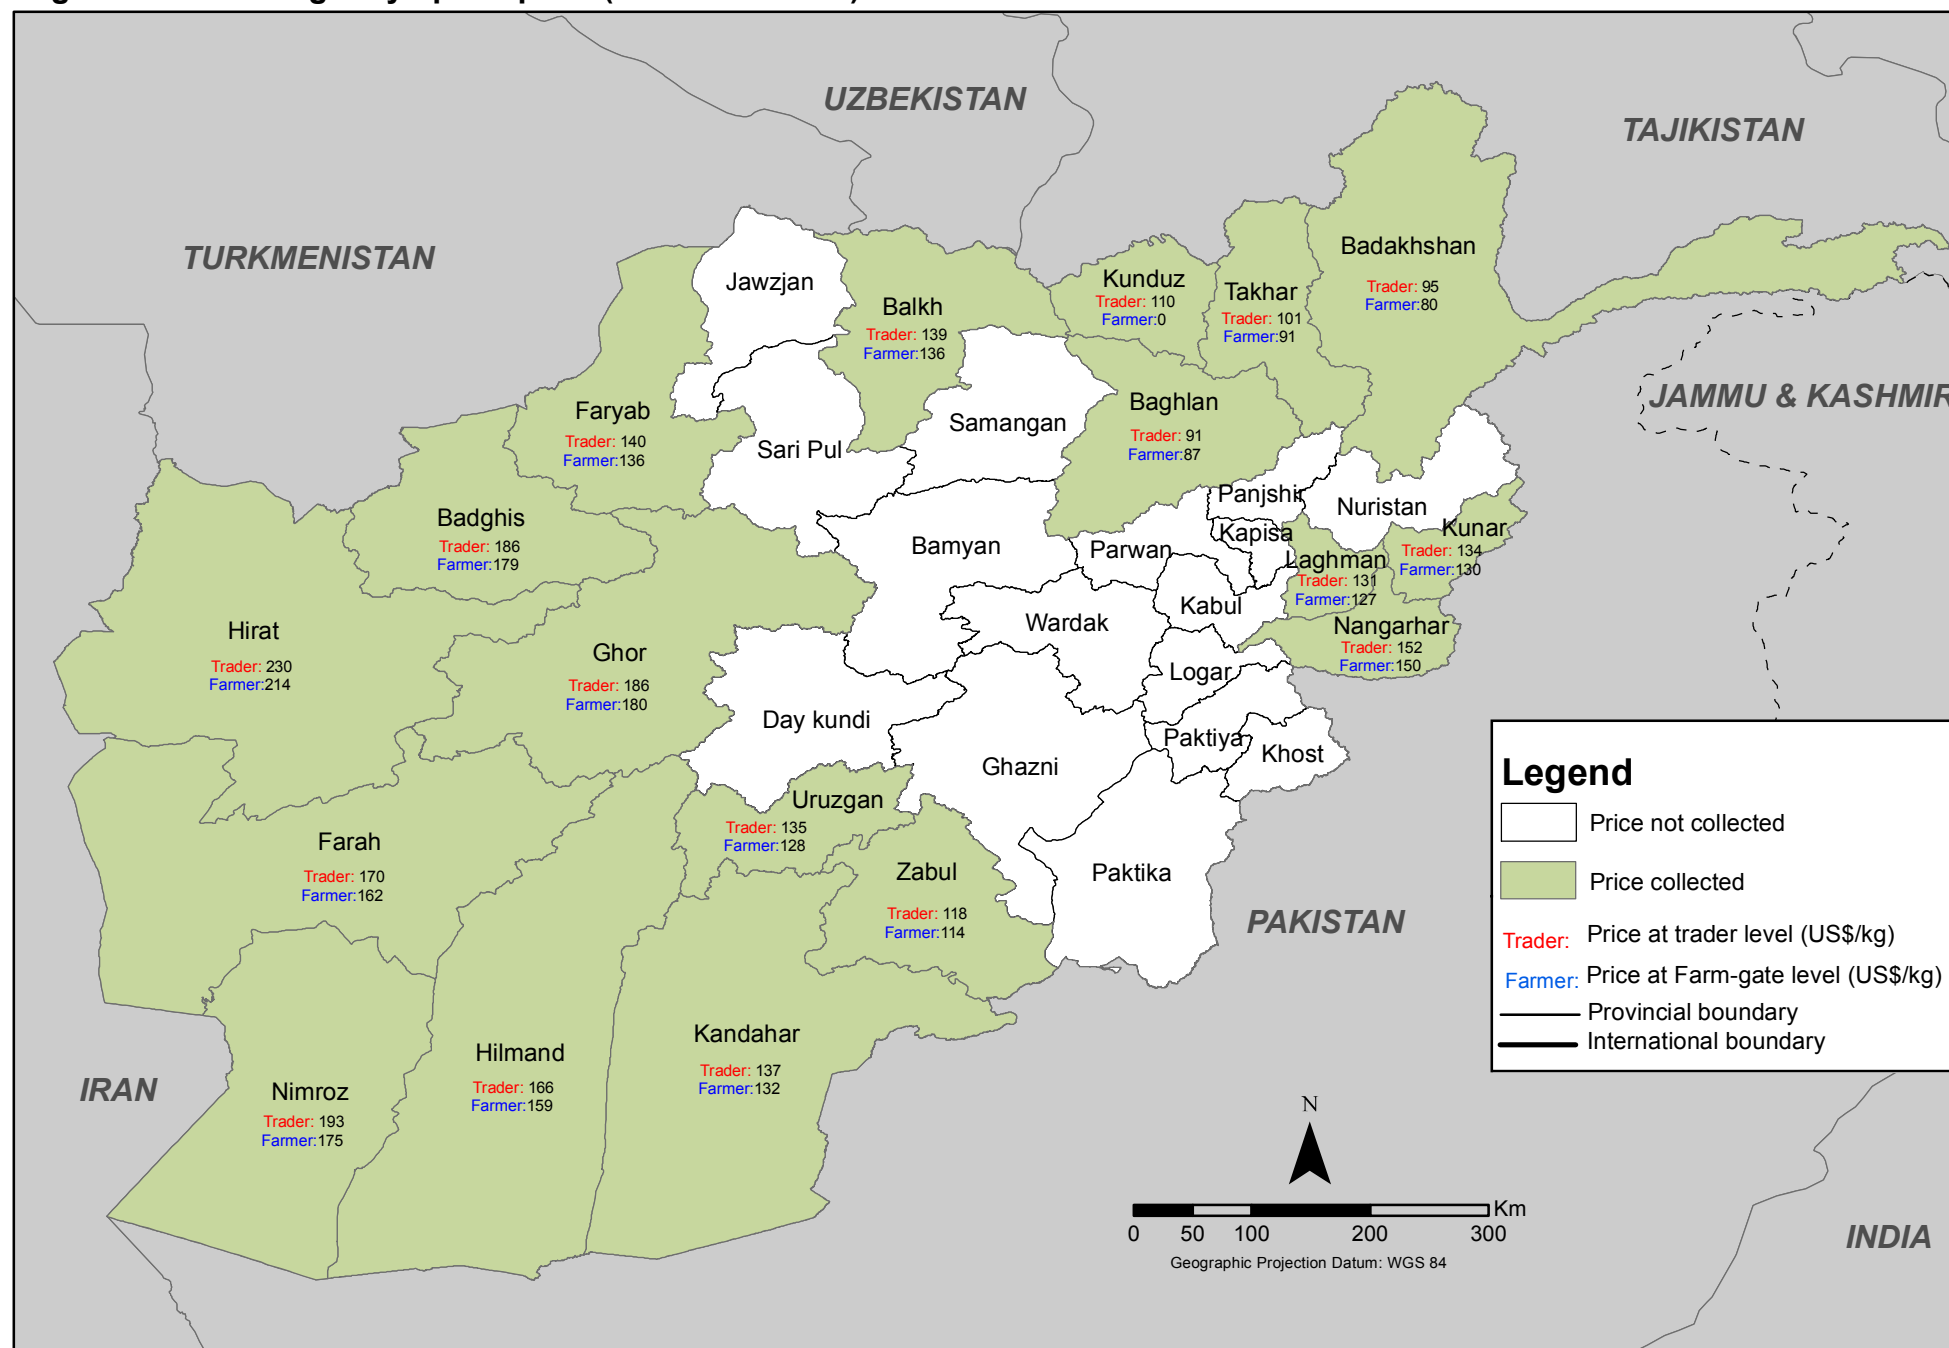 UZBEKISTAN
TAJIKISTAN
TURKMENISTAN
JAMMU & KASHMIR
PAKISTAN
IRAN
INDIA
Jawzjan
Balkh
Trader: 139
Farmer:136
Kunduz
Trader: 110
Farmer:0
Takhar
Trader: 101
Farmer:91
Badakhshan
Trader: 95
Farmer:80
Faryab
Trader: 140
Farmer:136
Sari Pul
Samangan
Baghlan
Trader: 91
Farmer:87
Badghis
Trader: 186
Farmer:179
Bamyan
Panjshir
Nuristan
Kapisa
Parwan
Kunar
Trader: 134
Farmer:130
Laghman
Trader: 131
Farmer:127
Kabul
Wardak
Nangarhar
Trader: 152
Farmer:150
Hirat
Trader: 230
Farmer:214
Ghor
Trader: 186
Farmer:180
Logar
Day kundi
Ghazni
Paktiya
Khost
Uruzgan
Trader: 135
Farmer:128
Farah
Trader: 170
Farmer:162
Zabul
Trader: 118
Farmer:114
Paktika
Kandahar
Trader: 137
Farmer:132
Hilmand
Trader: 166
Farmer:159
Nimroz
Trader: 193
Farmer:175
Legend
Price not collected
Price collected
Trader: Price at trader level (US$/kg)
Farmer: Price at Farm-gate level (US$/kg)
Provincial boundary
International boundary
N
Km
0 50 100 200 300
Geographic Projection Datum: WGS 84